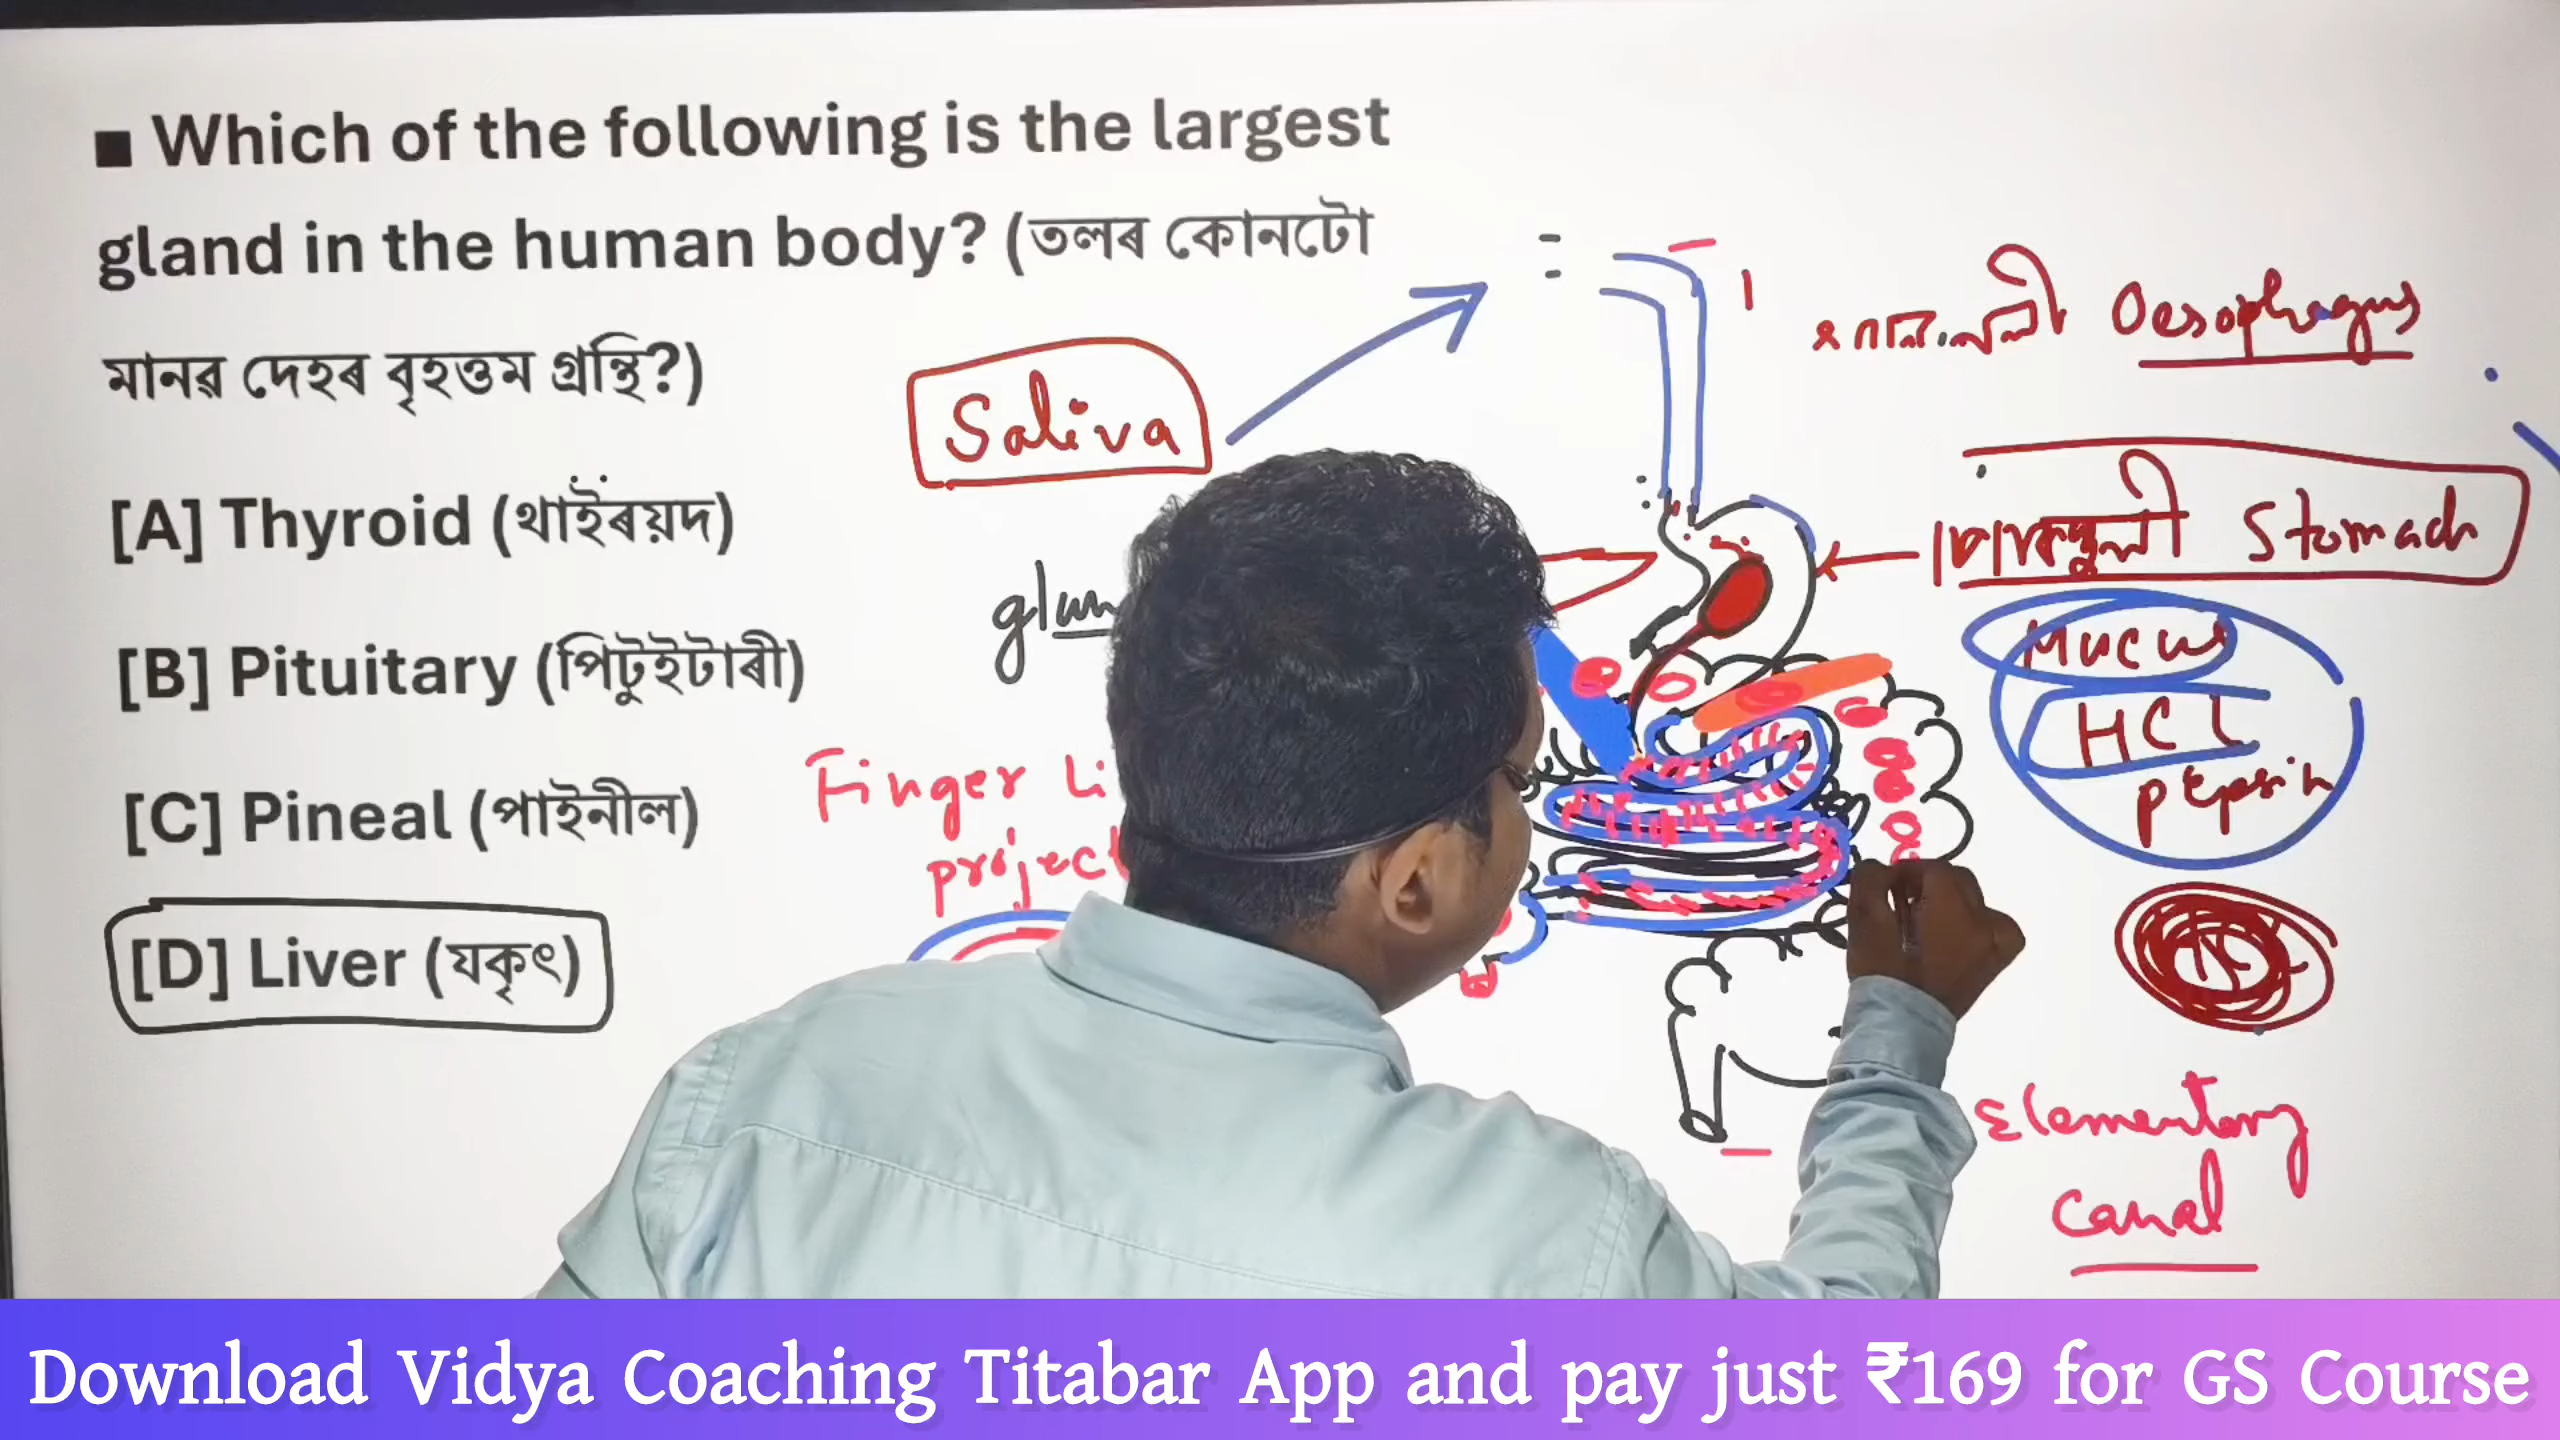 ■ Which of the following is the largest
gland in the human body? (তলৰ কোনটো
মানৱ দেহৰ বৃহত্তম গ্ৰন্থি?)
[A] Thyroid (থাইৰয়দ)
[B] Pituitary (পিটুইটাৰী)
[C] Pineal (পাইনীল)
[D] Liver (যকৃৎ)
Saliva
Oesophagus
Stomach
Mucus
HCl
pepsin
Finger Li
project
Elementary
canal
Download Vidya Coaching Titabar App and pay just ₹169 for GS Course